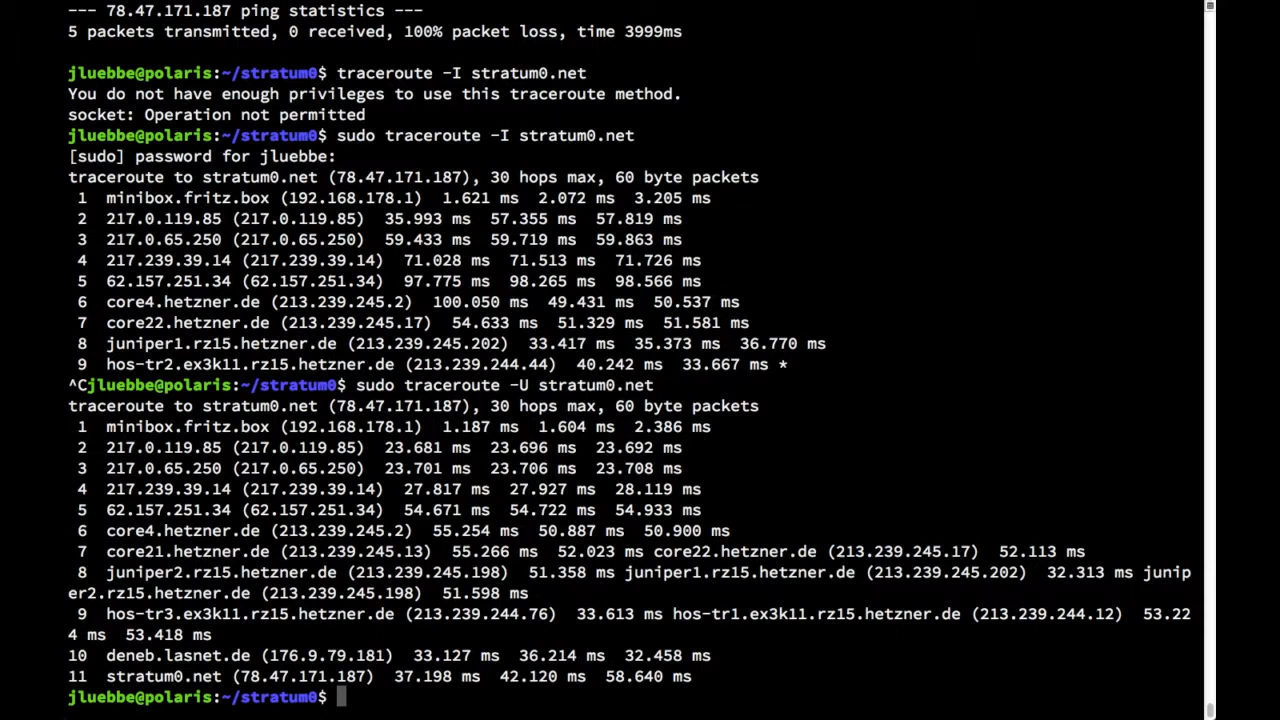 --- 78.47.171.187 ping statistics ---
5 packets transmitted, 0 received, 100% packet loss, time 3999ms
jluebbe@polaris:~/stratum0$ traceroute -I stratum0.net
You do not have enough privileges to use this traceroute method.
socket: Operation not permitted
jluebbe@polaris:~/stratum0$ sudo traceroute -I stratum0.net
[sudo] password for jluebbe:
traceroute to stratum0.net (78.47.171.187), 30 hops max, 60 byte packets
 1  minibox.fritz.box (192.168.178.1)  1.621 ms  2.072 ms  3.205 ms
 2  217.0.119.85 (217.0.119.85)  35.993 ms  57.355 ms  57.819 ms
 3  217.0.65.250 (217.0.65.250)  59.433 ms  59.719 ms  59.863 ms
 4  217.239.39.14 (217.239.39.14)  71.028 ms  71.513 ms  71.726 ms
 5  62.157.251.34 (62.157.251.34)  97.775 ms  98.265 ms  98.566 ms
 6  core4.hetzner.de (213.239.245.2)  100.050 ms  49.431 ms  50.537 ms
 7  core22.hetzner.de (213.239.245.17)  54.633 ms  51.329 ms  51.581 ms
 8  juniper1.rz15.hetzner.de (213.239.245.202)  33.417 ms  35.373 ms  36.770 ms
 9  hos-tr2.ex3k11.rz15.hetzner.de (213.239.244.44)  40.242 ms  33.667 ms *
^Cjluebbe@polaris:~/stratum0$ sudo traceroute -U stratum0.net
traceroute to stratum0.net (78.47.171.187), 30 hops max, 60 byte packets
 1  minibox.fritz.box (192.168.178.1)  1.187 ms  1.604 ms  2.386 ms
 2  217.0.119.85 (217.0.119.85)  23.681 ms  23.696 ms  23.692 ms
 3  217.0.65.250 (217.0.65.250)  23.701 ms  23.706 ms  23.708 ms
 4  217.239.39.14 (217.239.39.14)  27.817 ms  27.927 ms  28.119 ms
 5  62.157.251.34 (62.157.251.34)  54.671 ms  54.722 ms  54.933 ms
 6  core4.hetzner.de (213.239.245.2)  55.254 ms  50.887 ms  50.900 ms
 7  core21.hetzner.de (213.239.245.13)  55.266 ms  52.023 ms core22.hetzner.de (213.239.245.17)  52.113 ms
 8  juniper2.rz15.hetzner.de (213.239.245.198)  51.358 ms juniper1.rz15.hetzner.de (213.239.245.202)  32.313 ms junip
er2.rz15.hetzner.de (213.239.245.198)  51.598 ms
 9  hos-tr3.ex3k11.rz15.hetzner.de (213.239.244.76)  33.613 ms hos-tr1.ex3k11.rz15.hetzner.de (213.239.244.12)  53.22
4 ms  53.418 ms
10  deneb.lasnet.de (176.9.79.181)  33.127 ms  36.214 ms  32.458 ms
11  stratum0.net (78.47.171.187)  37.198 ms  42.120 ms  58.640 ms
jluebbe@polaris:~/stratum0$